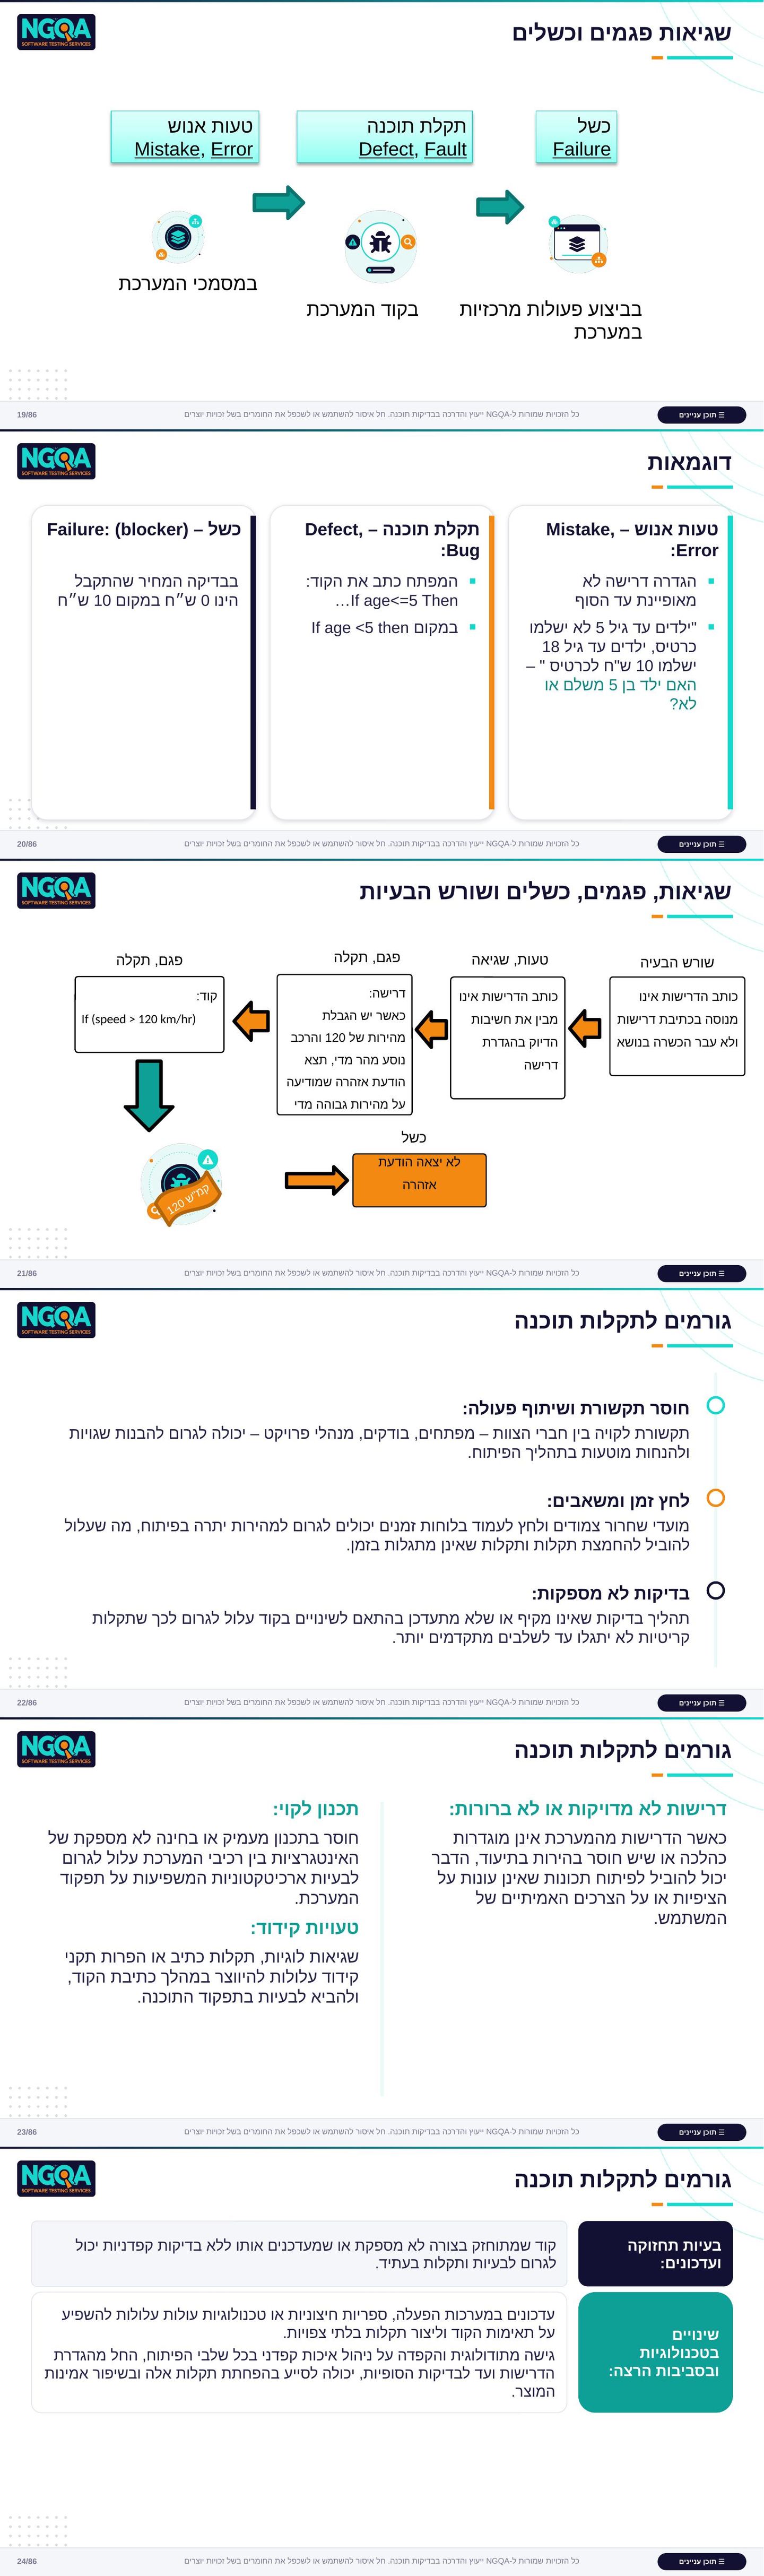 NGQA
SOFTWARE TESTING SERVICES
שגיאות פגמים וכשלים
טעות אנוש
Mistake, Error
תקלת תוכנה
Defect, Fault
כשל
Failure
במסמכי המערכת
בקוד המערכת
בביצוע פעולות מרכזיות
במערכת
19/86
כל הזכויות שמורות ל-NGQA ייעוץ והדרכה בבדיקות תוכנה. חל איסור להשתמש או לשכפל את החומרים בשל זכויות יוצרים
☰ תוכן עניינים
NGQA
SOFTWARE TESTING SERVICES
דוגמאות
טעות אנוש – Mistake,
Error:
הגדרה דרישה לא
מאופיינת עד הסוף
"ילדים עד גיל 5 לא ישלמו
כרטיס, ילדים עד גיל 18
ישלמו 10 ש"ח לכרטיס " –
האם ילד בן 5 משלם או
לא?
תקלת תוכנה – Defect,
Bug:
המפתח כתב את הקוד:
If age<=5 Then…
במקום If age <5 then
כשל – Failure: (blocker)
בבדיקה המחיר שהתקבל
הינו 0 ש״ח במקום 10 ש״ח
20/86
כל הזכויות שמורות ל-NGQA ייעוץ והדרכה בבדיקות תוכנה. חל איסור להשתמש או לשכפל את החומרים בשל זכויות יוצרים
☰ תוכן עניינים
NGQA
SOFTWARE TESTING SERVICES
שגיאות, פגמים, כשלים ושורש הבעיות
שורש הבעיה
כותב הדרישות אינו
מנוסה בכתיבת דרישות
ולא עבר הכשרה בנושא
טעות, שגיאה
כותב הדרישות אינו
מבין את חשיבות
הדיוק בהגדרת
דרישה
פגם, תקלה
דרישה:
כאשר יש הגבלת
מהירות של 120 והרכב
נוסע מהר מדי, תצא
הודעת אזהרה שמודיעה
על מהירות גבוהה מדי
פגם, תקלה
קוד:
If (speed > 120 km/hr)
120 קמ״ש
כשל
לא יצאה הודעת
אזהרה
21/86
כל הזכויות שמורות ל-NGQA ייעוץ והדרכה בבדיקות תוכנה. חל איסור להשתמש או לשכפל את החומרים בשל זכויות יוצרים
☰ תוכן עניינים
NGQA
SOFTWARE TESTING SERVICES
גורמים לתקלות תוכנה
חוסר תקשורת ושיתוף פעולה:
תקשורת לקויה בין חברי הצוות – מפתחים, בודקים, מנהלי פרויקט – יכולה לגרום להבנות שגויות
ולהנחות מוטעות בתהליך הפיתוח.
לחץ זמן ומשאבים:
מועדי שחרור צמודים ולחץ לעמוד בלוחות זמנים יכולים לגרום למהירות יתרה בפיתוח, מה שעלול
להוביל להחמצת תקלות ותקלות שאינן מתגלות בזמן.
בדיקות לא מספקות:
תהליך בדיקות שאינו מקיף או שלא מתעדכן בהתאם לשינויים בקוד עלול לגרום לכך שתקלות
קריטיות לא יתגלו עד לשלבים מתקדמים יותר.
22/86
כל הזכויות שמורות ל-NGQA ייעוץ והדרכה בבדיקות תוכנה. חל איסור להשתמש או לשכפל את החומרים בשל זכויות יוצרים
☰ תוכן עניינים
NGQA
SOFTWARE TESTING SERVICES
גורמים לתקלות תוכנה
דרישות לא מדויקות או לא ברורות:
כאשר הדרישות מהמערכת אינן מוגדרות
כהלכה או שיש חוסר בהירות בתיעוד, הדבר
יכול להוביל לפיתוח תכונות שאינן עונות על
הציפיות או על הצרכים האמיתיים של
המשתמש.
תכנון לקוי:
חוסר בתכנון מעמיק או בחינה לא מספקת של
האינטגרציות בין רכיבי המערכת עלול לגרום
לבעיות ארכיטקטוניות המשפיעות על תפקוד
המערכת.
טעויות קידוד:
שגיאות לוגיות, תקלות כתיב או הפרות תקני
קידוד עלולות להיווצר במהלך כתיבת הקוד,
ולהביא לבעיות בתפקוד התוכנה.
23/86
כל הזכויות שמורות ל-NGQA ייעוץ והדרכה בבדיקות תוכנה. חל איסור להשתמש או לשכפל את החומרים בשל זכויות יוצרים
☰ תוכן עניינים
NGQA
SOFTWARE TESTING SERVICES
גורמים לתקלות תוכנה
בעיות תחזוקה
ועדכונים:
קוד שמתוחזק בצורה לא מספקת או שמעדכנים אותו ללא בדיקות קפדניות יכול
לגרום לבעיות ותקלות בעתיד.
שינויים
בטכנולוגיות
ובסביבות הרצה:
עדכונים במערכות הפעלה, ספריות חיצוניות או טכנולוגיות עולות עלולות להשפיע
על תאימות הקוד וליצור תקלות בלתי צפויות.
גישה מתודולוגית והקפדה על ניהול איכות קפדני בכל שלבי הפיתוח, החל מהגדרת
הדרישות ועד לבדיקות הסופיות, יכולה לסייע בהפחתת תקלות אלה ובשיפור אמינות
המוצר.
24/86
כל הזכויות שמורות ל-NGQA ייעוץ והדרכה בבדיקות תוכנה. חל איסור להשתמש או לשכפל את החומרים בשל זכויות יוצרים
☰ תוכן עניינים